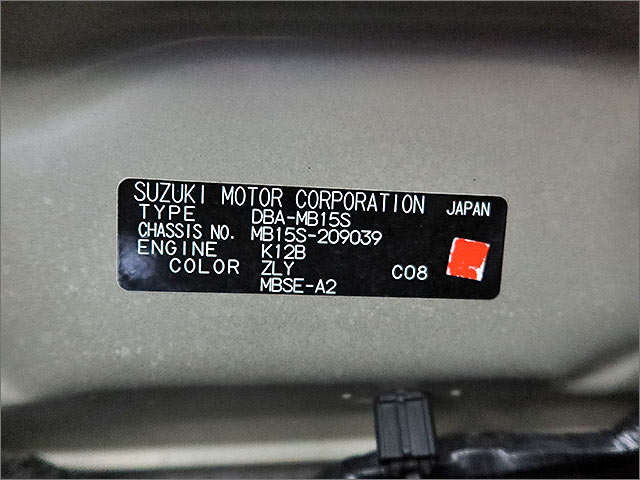 SUZUKI MOTOR CORPORATION JAPAN
TYPE DBA-MB15S
CHASSIS NO. MB15S-209039
ENGINE K12B
COLOR ZLY C08
MBSE-A2